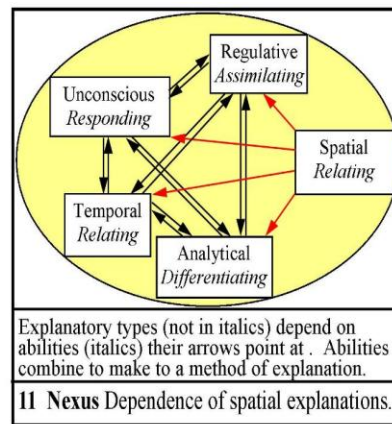 Regulative
Assimilating
Unconscious
Responding
Spatial
Relating
Temporal
Relating
Analytical
Differentiating
Explanatory types (not in italics) depend on
abilities (italics) their arrows point at . Abilities
combine to make to a method of explanation.
11 Nexus Dependence of spatial explanations.